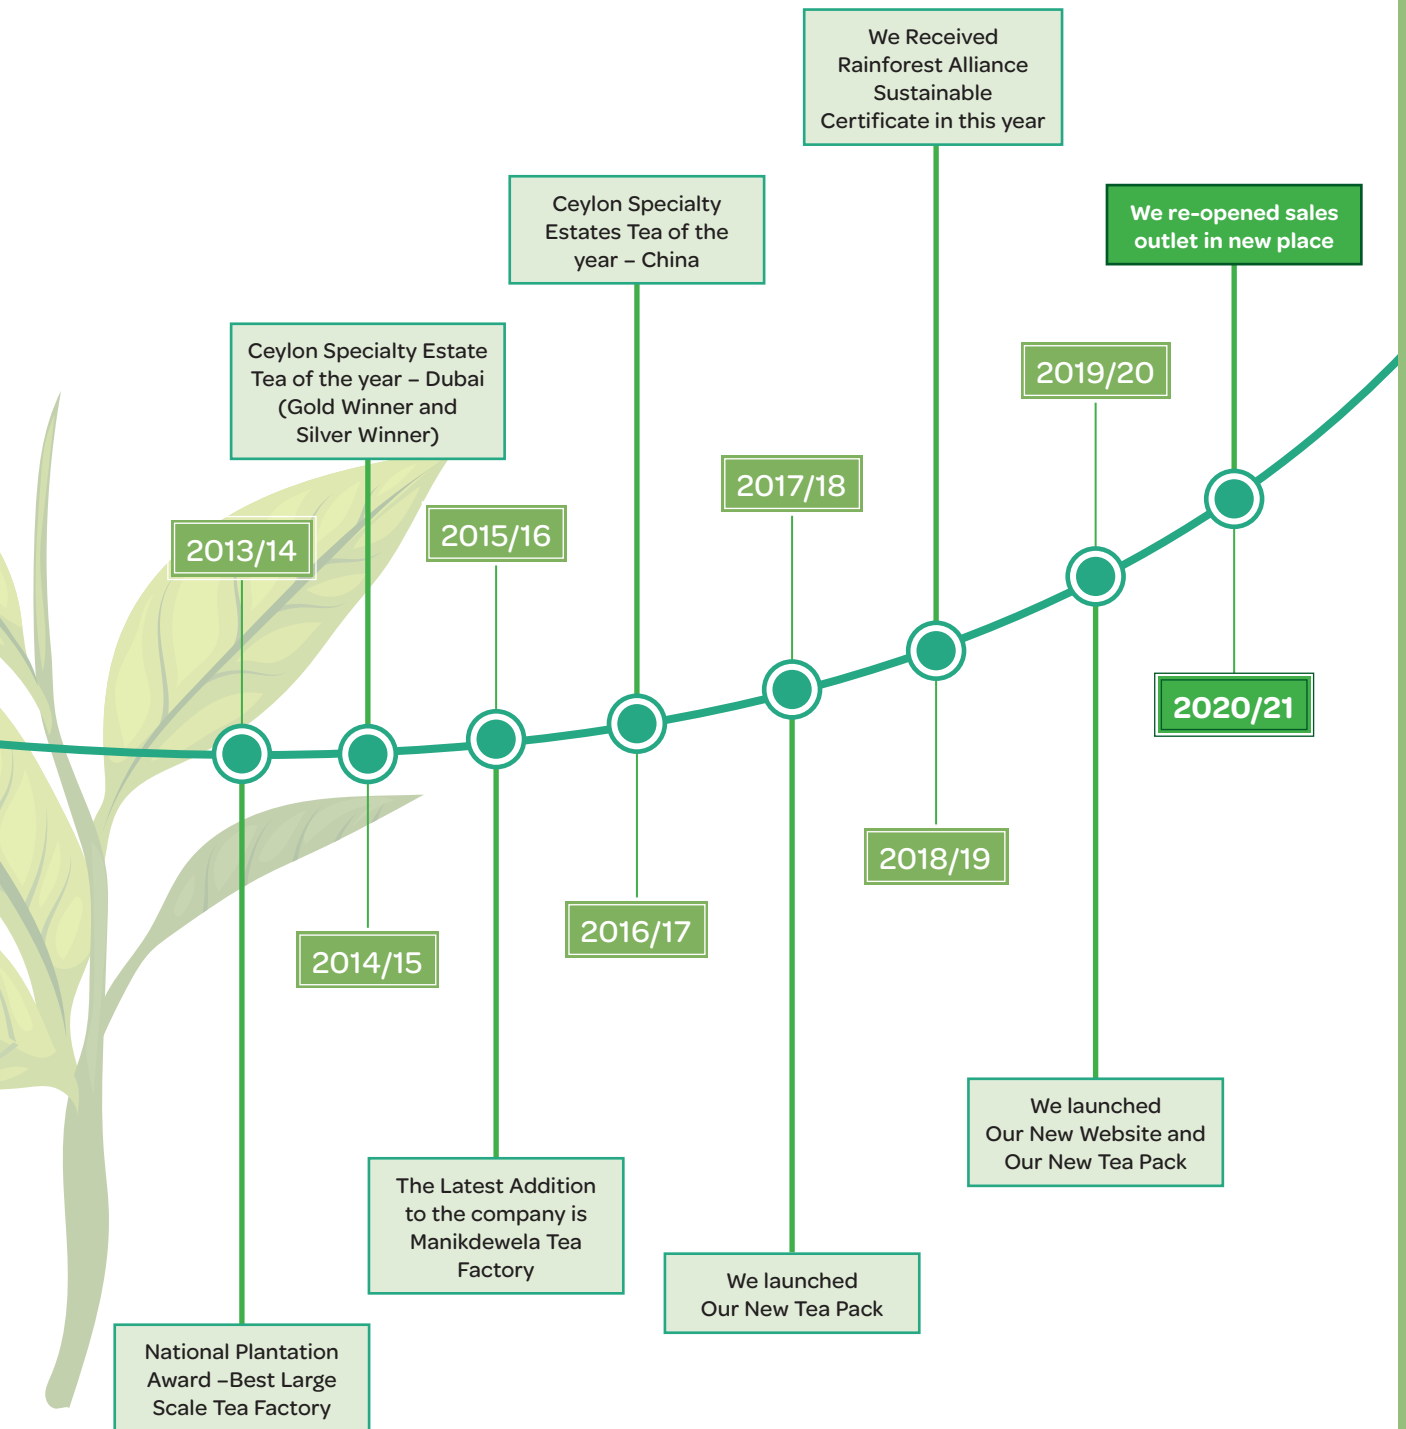 We Received
Rainforest Alliance
Sustainable
Certificate in this year
Ceylon Specialty
Estates Tea of the
year – China
We re-opened sales
outlet in new place
Ceylon Specialty Estate
Tea of the year – Dubai
(Gold Winner and
Silver Winner)
2019/20
2017/18
2015/16
2013/14
2020/21
2018/19
2016/17
2014/15
We launched
Our New Website and
Our New Tea Pack
The Latest Addition
to the company is
Manikdewela Tea
Factory
We launched
Our New Tea Pack
National Plantation
Award –Best Large
Scale Tea Factory